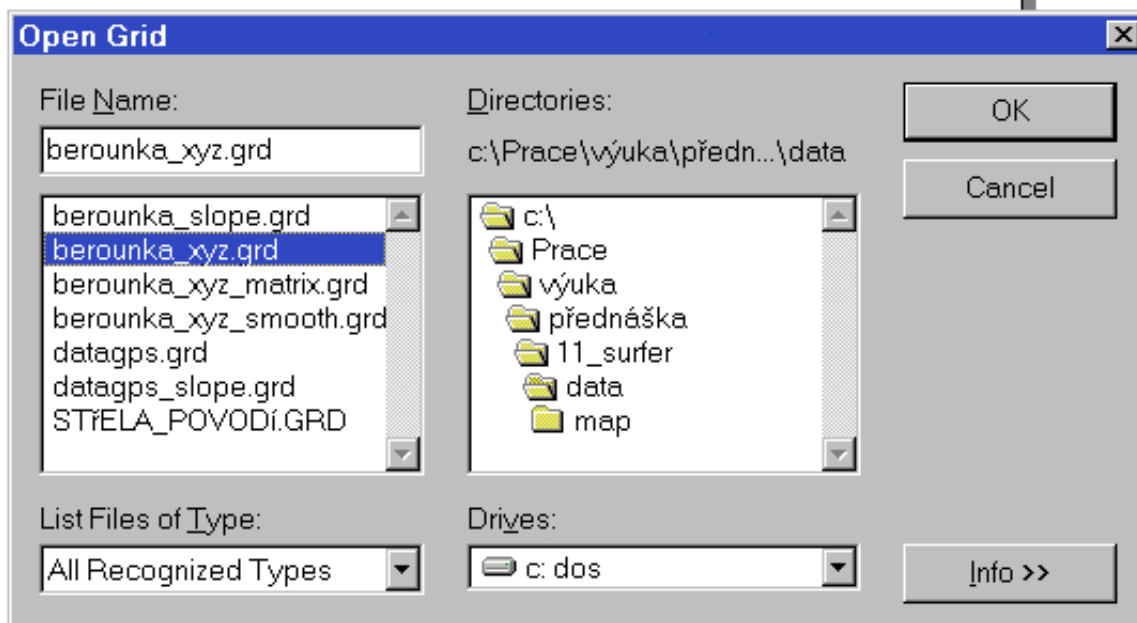 Open Grid
File Name:
berounka_xyz.grd
berounka_slope.grd
berounka_xyz.grd
berounka_xyz_matrix.grd
berounka_xyz_smooth.grd
datagps.grd
datagps_slope.grd
STřELA_POVODí.GRD
List Files of Type:
All Recognized Types
Directories:
c:\Prace\výuka\předn...\data
c:\
Prace
výuka
přednáška
11_surfer
data
map
Drives:
c: dos
OK
Cancel
Info >>